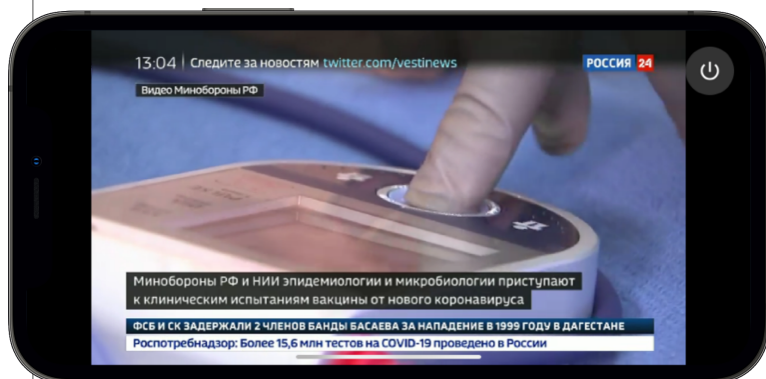 13:04 Следите за новостям twitter.com/vestinews
РОССИЯ 24
Видео Минобороны РФ
Минобороны РФ и НИИ эпидемиологии и микробиологии приступают
к клиническим испытаниям вакцины от нового коронавируса
ФСБ И СК ЗАДЕРЖАЛИ 2 ЧЛЕНОВ БАНДЫ БАСАЕВА ЗА НАПАДЕНИЕ В 1999 ГОДУ В ДАГЕСТАНЕ
Роспотребнадзор: Более 15,6 млн тестов на COVID-19 проведено в России